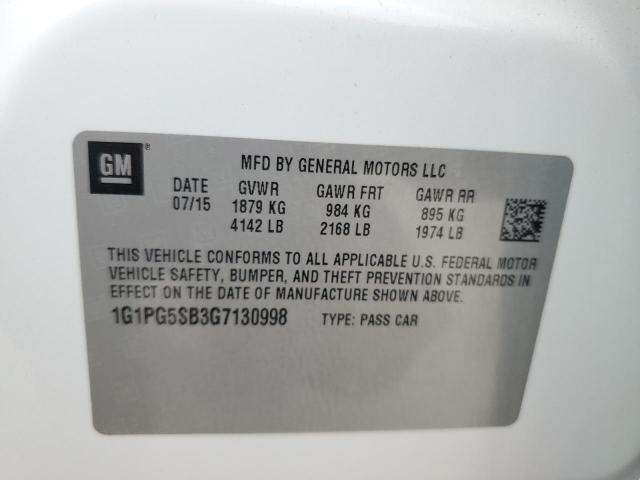 GM ®
MFD BY GENERAL MOTORS LLC
DATE GVWR GAWR FRT GAWR RR
07/15 1879 KG 984 KG 895 KG
4142 LB 2168 LB 1974 LB
THIS VEHICLE CONFORMS TO ALL APPLICABLE U.S. FEDERAL MOTOR
VEHICLE SAFETY, BUMPER, AND THEFT PREVENTION STANDARDS IN
EFFECT ON THE DATE OF MANUFACTURE SHOWN ABOVE.
1G1PG5SB3G7130998 TYPE: PASS CAR